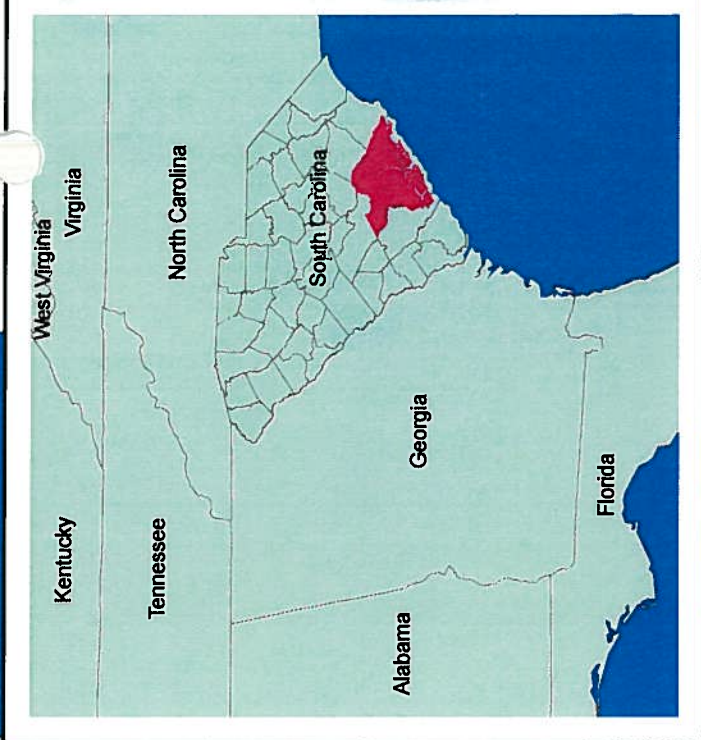 West Virginia
Virginia
Kentucky
North Carolina
Tennessee
South Carolina
Georgia
Alabama
Florida